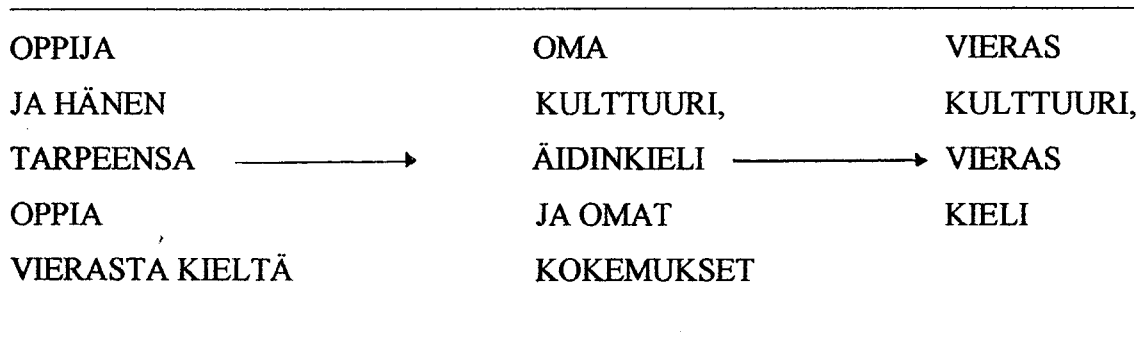 OPPIJA OMA VIERAS
JA HÄNEN KULTTUURI, KULTTUURI,
TARPEENSA ÄIDINKIELI VIERAS
OPPIA JA OMAT KIELI
VIERASTA KIELTÄ KOKEMUKSET